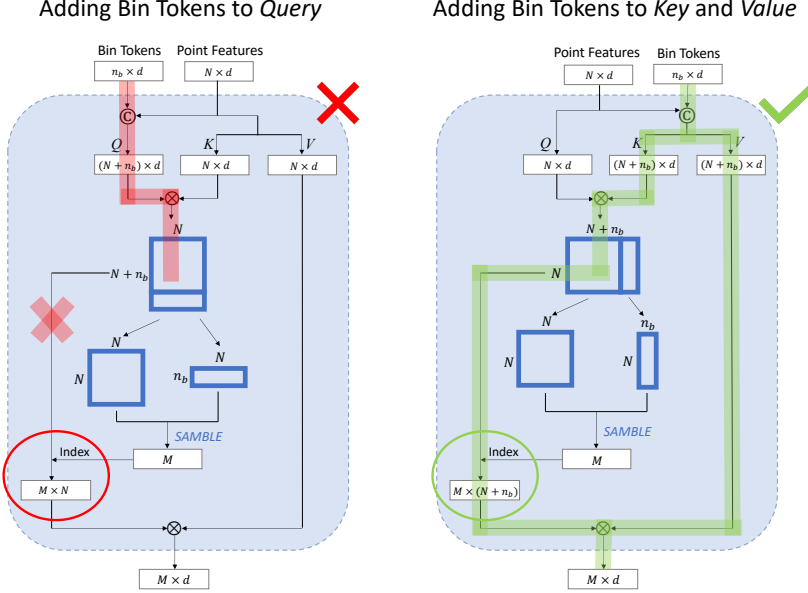 Adding Bin Tokens to Query
Bin Tokens
Point Features
n_b × d
N × d
©
Q
K
V
(N + n_b) × d
N × d
N × d
⊗
N
N + n_b
N
N
N
n_b
SAMBLE
Index
M
M × N
⊗
M × d
Adding Bin Tokens to Key and Value
Point Features
Bin Tokens
N × d
n_b × d
©
Q
K
V
N × d
(N + n_b) × d
(N + n_b) × d
⊗
N + n_b
N
N
n_b
N
N
SAMBLE
Index
M
M × (N + n_b)
⊗
M × d